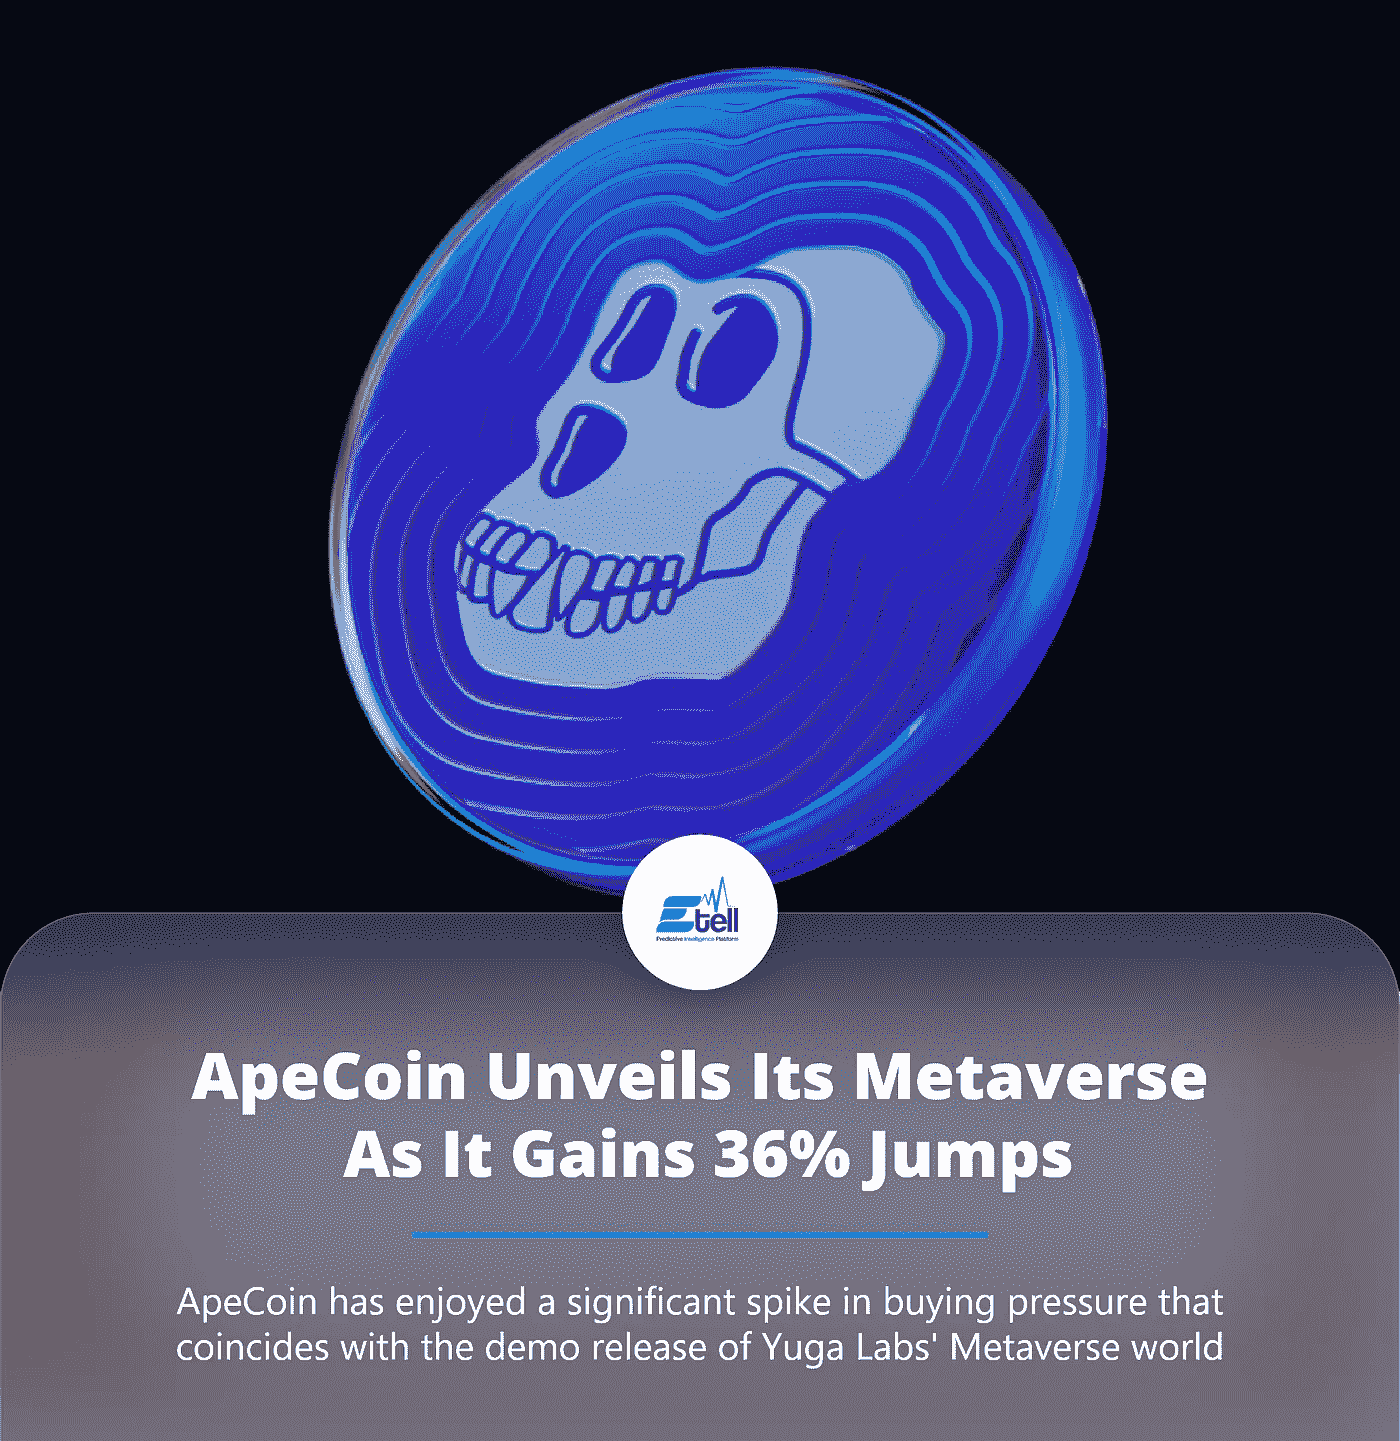 Etell
Predictive Intelligence Platform
ApeCoin Unveils Its Metaverse
As It Gains 36% Jumps
ApeCoin has enjoyed a significant spike in buying pressure that
coincides with the demo release of Yuga Labs' Metaverse world